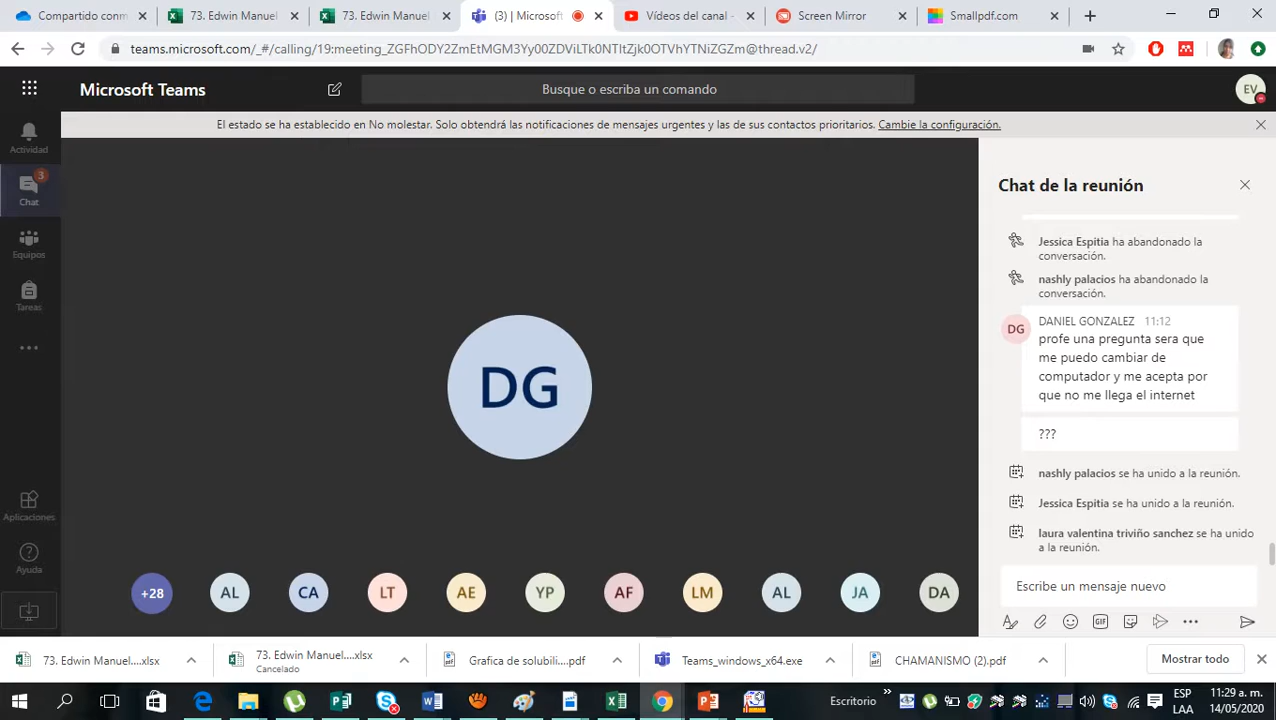 Compartido conm
73. Edwin Manuel
73. Edwin Manuel
(3) | Microsoft
Vídeos del canal -
Screen Mirror
Smallpdf.com
teams.microsoft.com/_#/calling/19:meeting_ZGFhODY2ZmEtMGM3Yy00ZDViLTk0NTItZjk0OTVhYTNiZGZm@thread.v2/
Microsoft Teams
Busque o escriba un comando
EV
El estado se ha establecido en No molestar. Solo obtendrá las notificaciones de mensajes urgentes y las de sus contactos prioritarios. Cambie la configuración.
Actividad
3
Chat
Equipos
Tareas
Aplicaciones
Ayuda
DG
+28
AL
CA
LT
AE
YP
AF
LM
AL
JA
DA
Chat de la reunión
Jessica Espitia ha abandonado la
conversación.
nashly palacios ha abandonado la
conversación.
DG
DANIEL GONZALEZ 11:12
profe una pregunta sera que
me puedo cambiar de
computador y me acepta por
que no me llega el internet
???
nashly palacios se ha unido a la reunión.
Jessica Espitia se ha unido a la reunión.
laura valentina triviño sanchez se ha unido
a la reunión.
Escribe un mensaje nuevo
GIF
73. Edwin Manuel....xlsx
73. Edwin Manuel....xlsx
Cancelado
Grafica de solubili....pdf
Teams_windows_x64.exe
CHAMANISMO (2).pdf
Mostrar todo
Escritorio
ESP
LAA
11:29 a. m.
14/05/2020